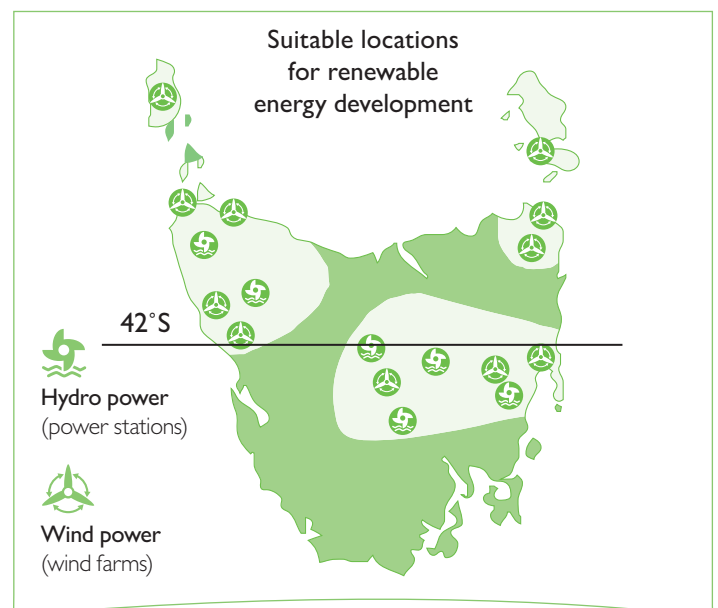 Suitable locations
for renewable
energy development
42˚S
Hydro power
(power stations)
Wind power
(wind farms)